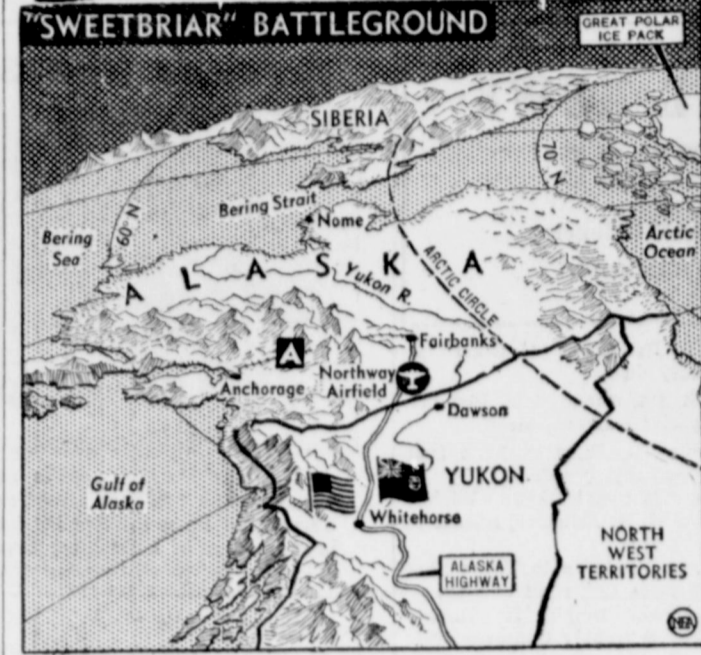 "SWEETBRIAR" BATTLEGROUND
GREAT POLAR
ICE PACK
SIBERIA
70° N
60° N
Bering Strait
Nome
Bering
Sea
Arctic
Ocean
ALASKA
Yukon R.
ARCTIC CIRCLE
Fairbanks
Anchorage
Northway
Airfield
Dawson
Gulf of
Alaska
YUKON
Whitehorse
NORTH
WEST
TERRITORIES
ALASKA
HIGHWAY
NEA